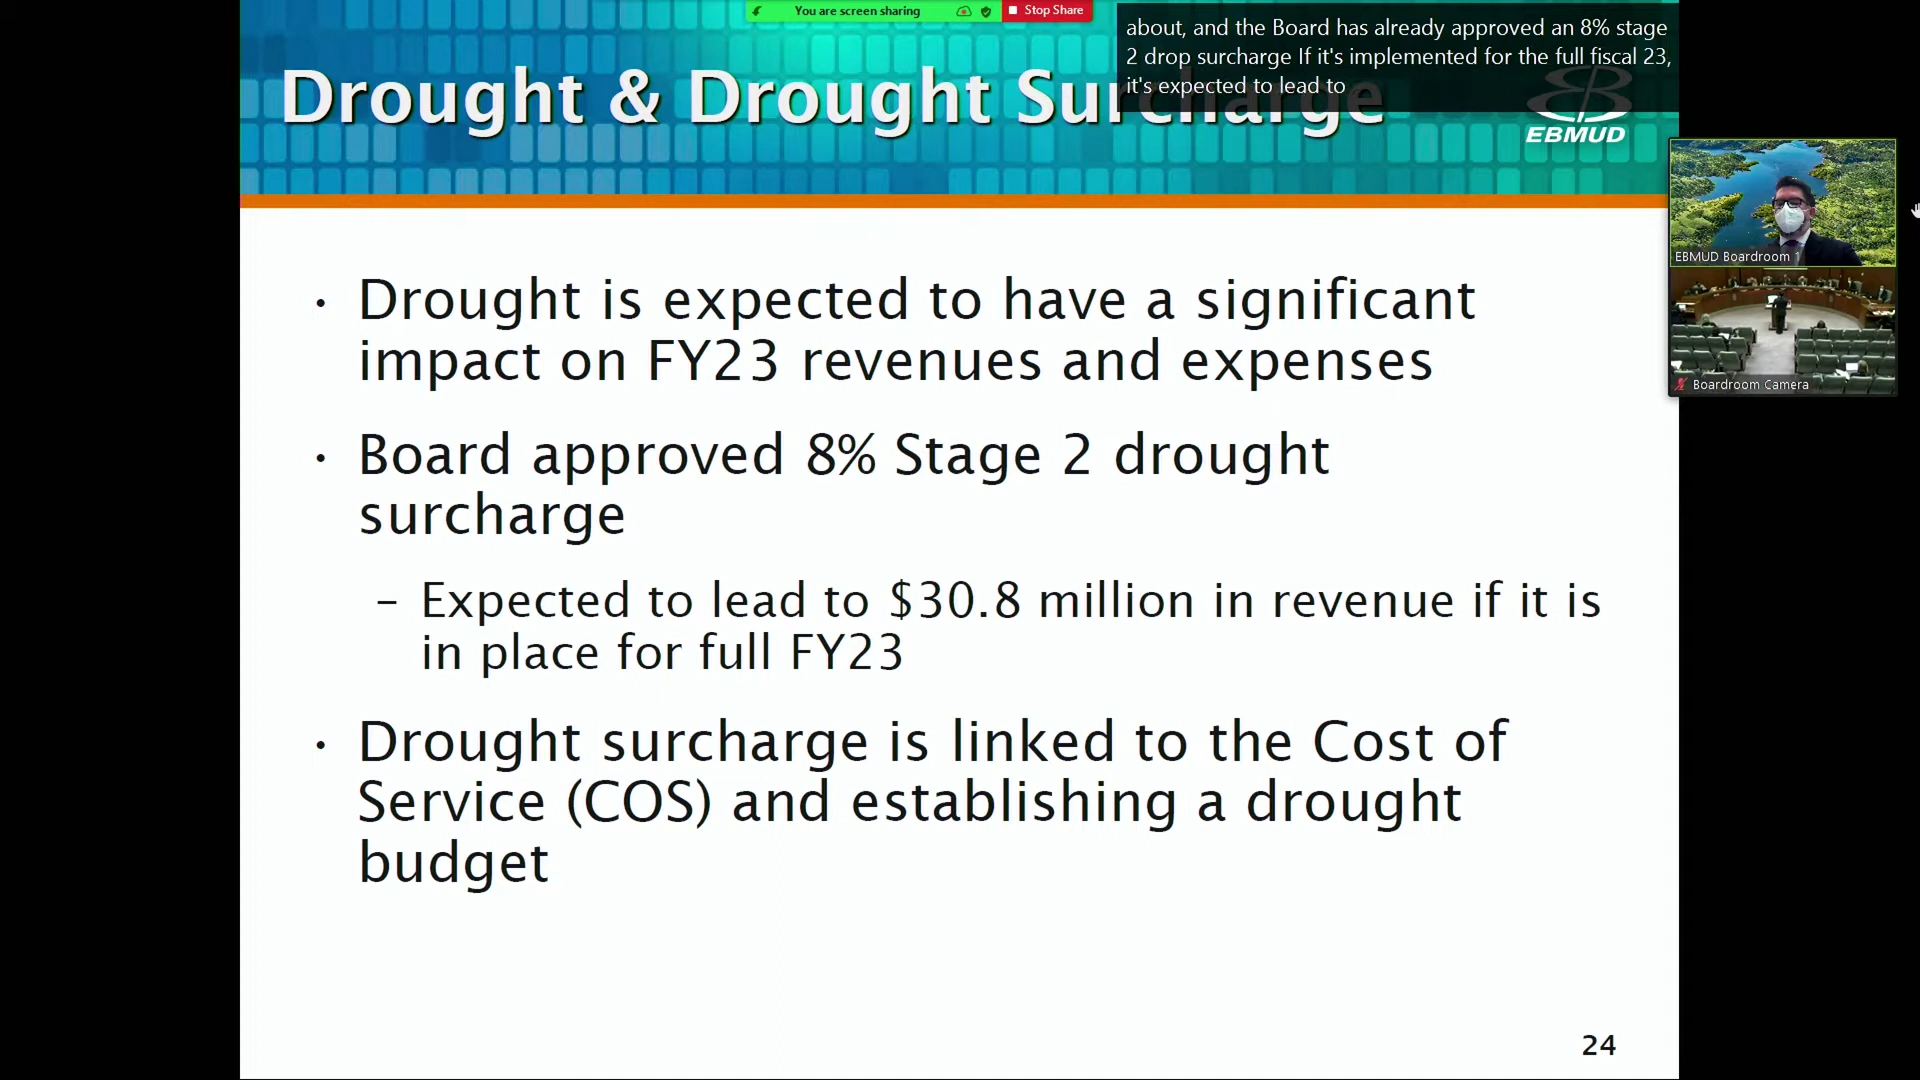 You are screen sharing
Stop Share
about, and the Board has already approved an 8% stage
2 drop surcharge If it's implemented for the full fiscal 23,
it's expected to lead to
Drought & Drought Surcharge
EBMUD
EBMUD Boardroom 1
Boardroom Camera
• Drought is expected to have a significant
impact on FY23 revenues and expenses
• Board approved 8% Stage 2 drought
surcharge
– Expected to lead to $30.8 million in revenue if it is
in place for full FY23
• Drought surcharge is linked to the Cost of
Service (COS) and establishing a drought
budget
24